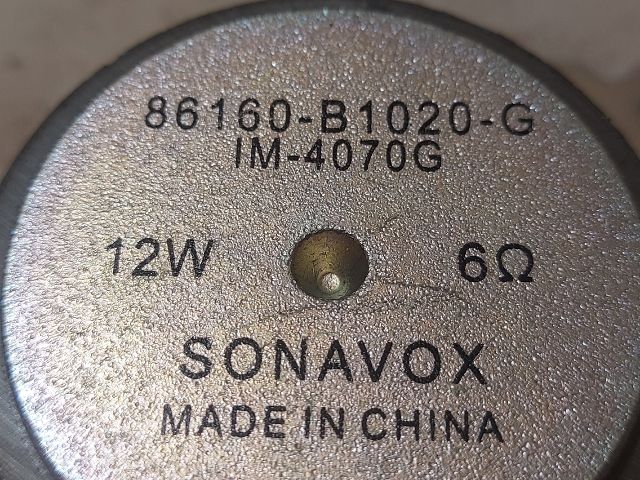 86160-B1020-G
IM-4070G
12W 6Ω
SONAVOX
MADE IN CHINA